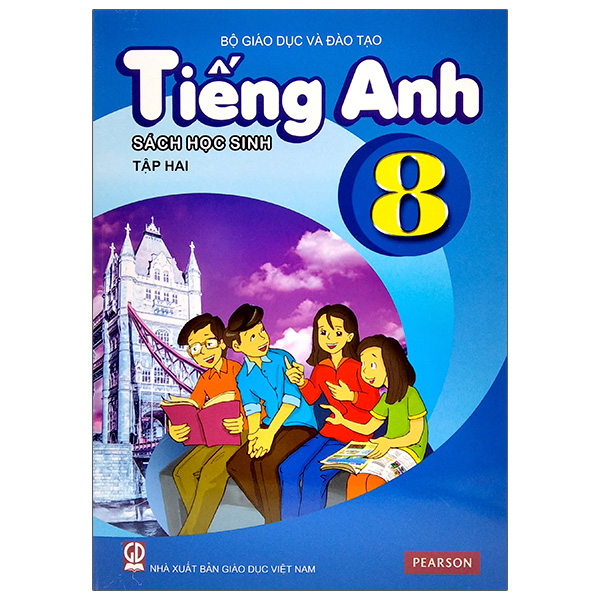 BỘ GIÁO DỤC VÀ ĐÀO TẠO
Tiếng Anh
SÁCH HỌC SINH
TẬP HAI
8
GD
NHÀ XUẤT BẢN GIÁO DỤC VIỆT NAM
PEARSON